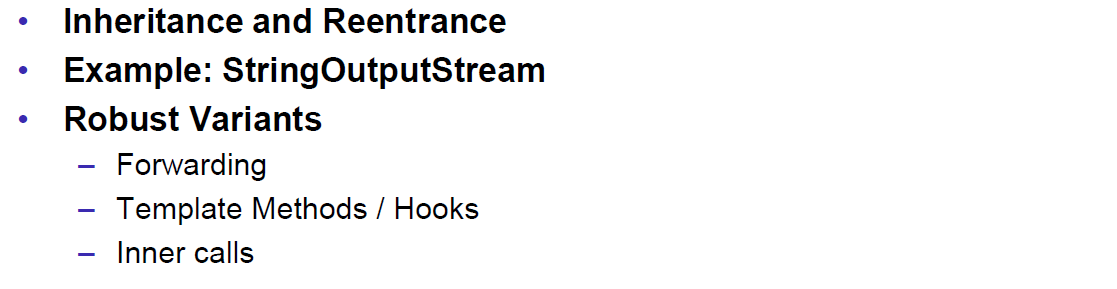 • Inheritance and Reentrance
• Example: StringOutputStream
• Robust Variants
– Forwarding
– Template Methods / Hooks
– Inner calls